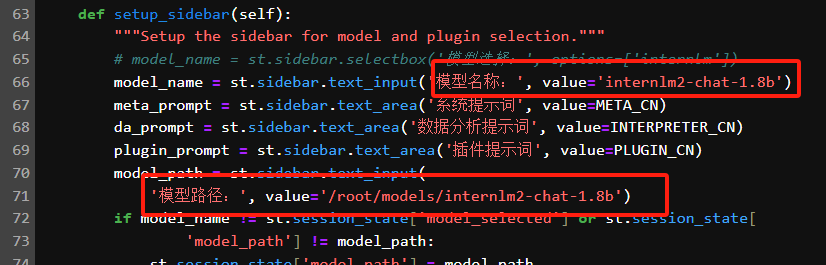 63 def setup_sidebar(self):
64 """Setup the sidebar for model and plugin selection."""
65 # model_name = st.sidebar.selectbox('模型选择：', options=['internlm'])
66 model_name = st.sidebar.text_input('模型名称：', value='internlm2-chat-1.8b')
67 meta_prompt = st.sidebar.text_area('系统提示词', value=META_CN)
68 da_prompt = st.sidebar.text_area('数据分析提示词', value=INTERPRETER_CN)
69 plugin_prompt = st.sidebar.text_area('插件提示词', value=PLUGIN_CN)
70 model_path = st.sidebar.text_input(
71 '模型路径：', value='/root/models/internlm2-chat-1.8b')
72 if model_name != st.session_state['model_selected'] or st.session_state[
73 'model_path'] != model_path:
74 st.session_state['model_path'] = model_path